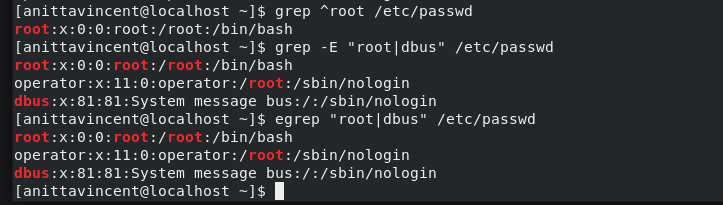 [anittavincent@localhost ~]$ grep ^root /etc/passwd
root:x:0:0:root:/root:/bin/bash
[anittavincent@localhost ~]$ grep -E "root|dbus" /etc/passwd
root:x:0:0:root:/root:/bin/bash
operator:x:11:0:operator:/root:/sbin/nologin
dbus:x:81:81:System message bus:/:/sbin/nologin
[anittavincent@localhost ~]$ egrep "root|dbus" /etc/passwd
root:x:0:0:root:/root:/bin/bash
operator:x:11:0:operator:/root:/sbin/nologin
dbus:x:81:81:System message bus:/:/sbin/nologin
[anittavincent@localhost ~]$